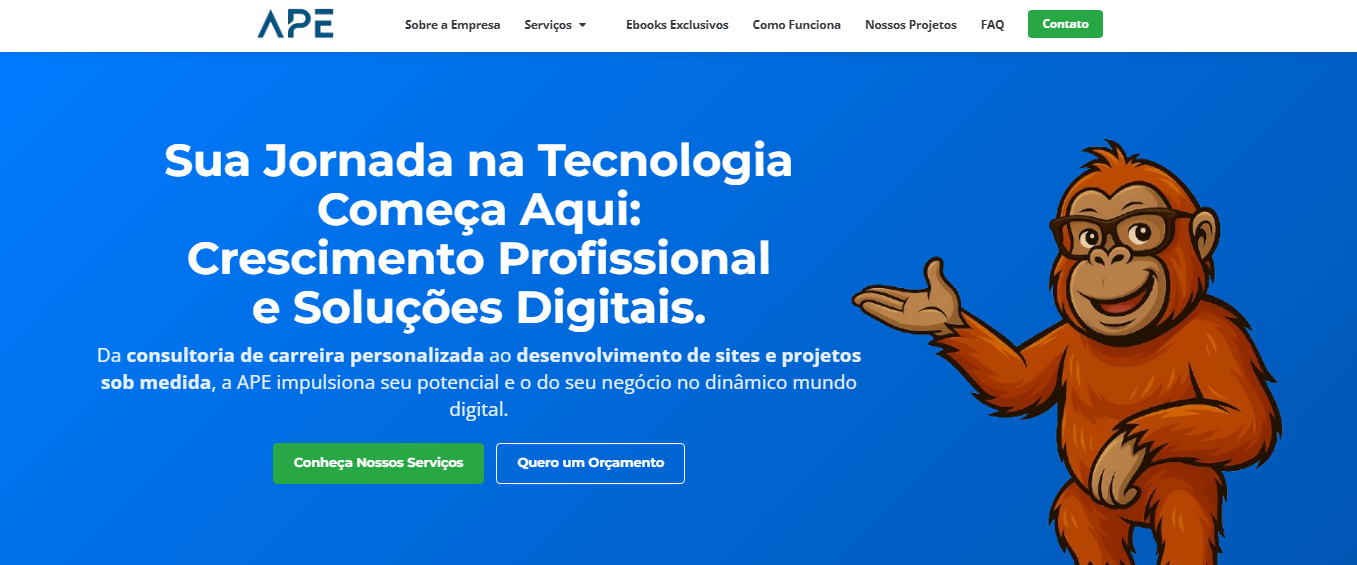 APE
Sobre a Empresa Serviços Ebooks Exclusivos Como Funciona Nossos Projetos FAQ Contato
Sua Jornada na Tecnologia
Começa Aqui:
Crescimento Profissional
e Soluções Digitais.
Da consultoria de carreira personalizada ao desenvolvimento de sites e projetos
sob medida, a APE impulsiona seu potencial e o do seu negócio no dinâmico mundo
digital.
Conheça Nossos Serviços Quero um Orçamento